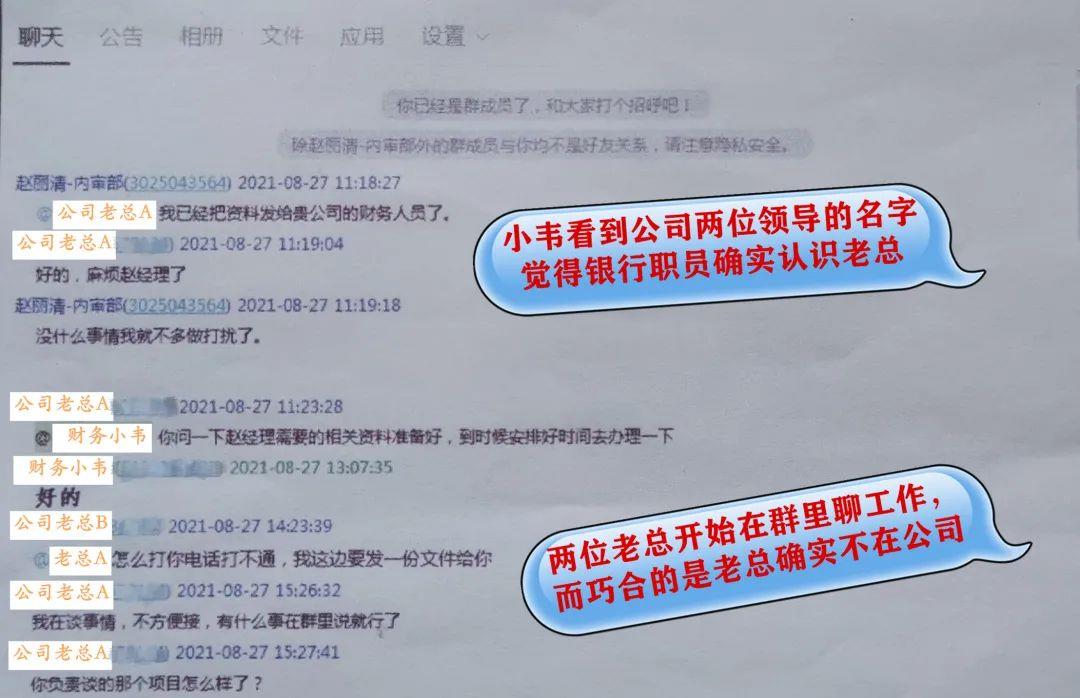 聊天 公告 相册 文件 应用 设置
你已经是群成员了，和大家打个招呼吧！
除赵丽清-内审部外的群成员与你均不是好友关系，请注意隐私安全。
赵丽清-内审部(3025043564) 2021-08-27 11:18:27
@公司老总A 我已经把资料发给贵公司的财务人员了。
公司老总A 2021-08-27 11:19:04
好的，麻烦赵经理了
赵丽清-内审部(3025043564) 2021-08-27 11:19:18
没什么事情我就不多做打扰了。
小韦看到公司两位领导的名字
觉得银行职员确实认识老总
公司老总A 2021-08-27 11:23:28
@ 财务小韦 你问一下赵经理需要的相关资料准备好，到时候安排好时间去办理一下
财务小韦 2021-08-27 13:07:35
好的
公司老总B 2021-08-27 14:23:39
@老总A 怎么打你电话打不通，我这边要发一份文件给你
公司老总A 2021-08-27 15:26:32
我在谈事情，不方便接，有什么事在群里说就行了
公司老总A 2021-08-27 15:27:41
你负责谈的那个项目怎么样了？
两位老总开始在群里聊工作，
而巧合的是老总确实不在公司